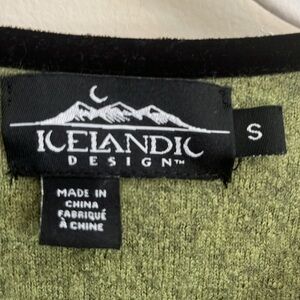 ICELANDIC
DESIGN™
S
MADE IN
CHINA
FABRIQUÉ
À CHINE